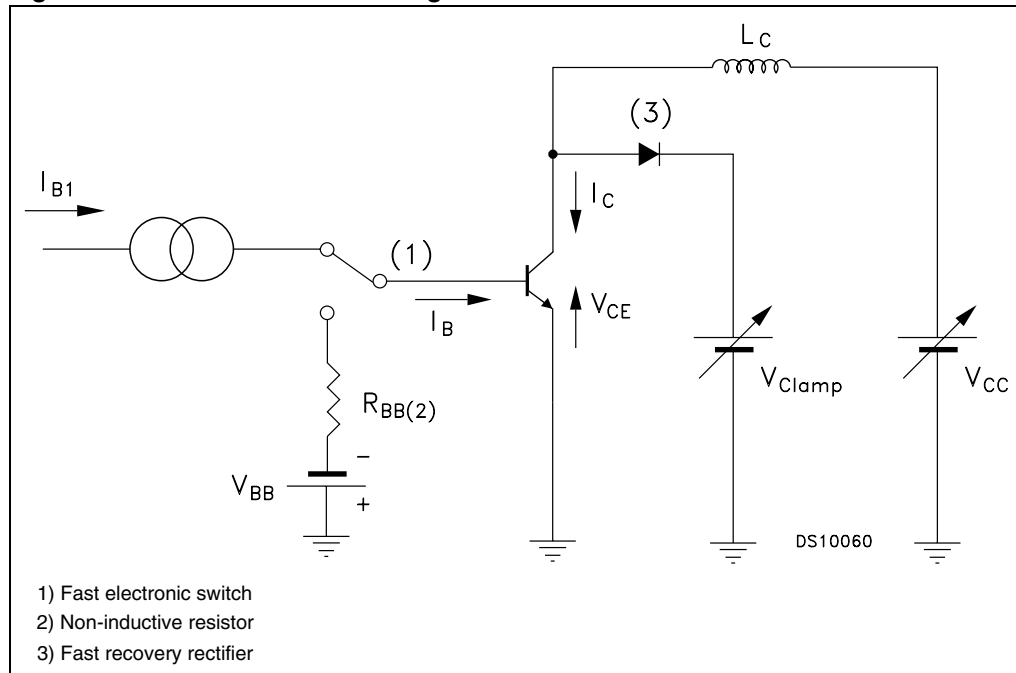 L_C
(3)
I_B1
I_C
(1)
I_B
V_CE
V_Clamp
V_CC
R_BB(2)
−
V_BB
+
DS10060
1) Fast electronic switch
2) Non-inductive resistor
3) Fast recovery rectifier